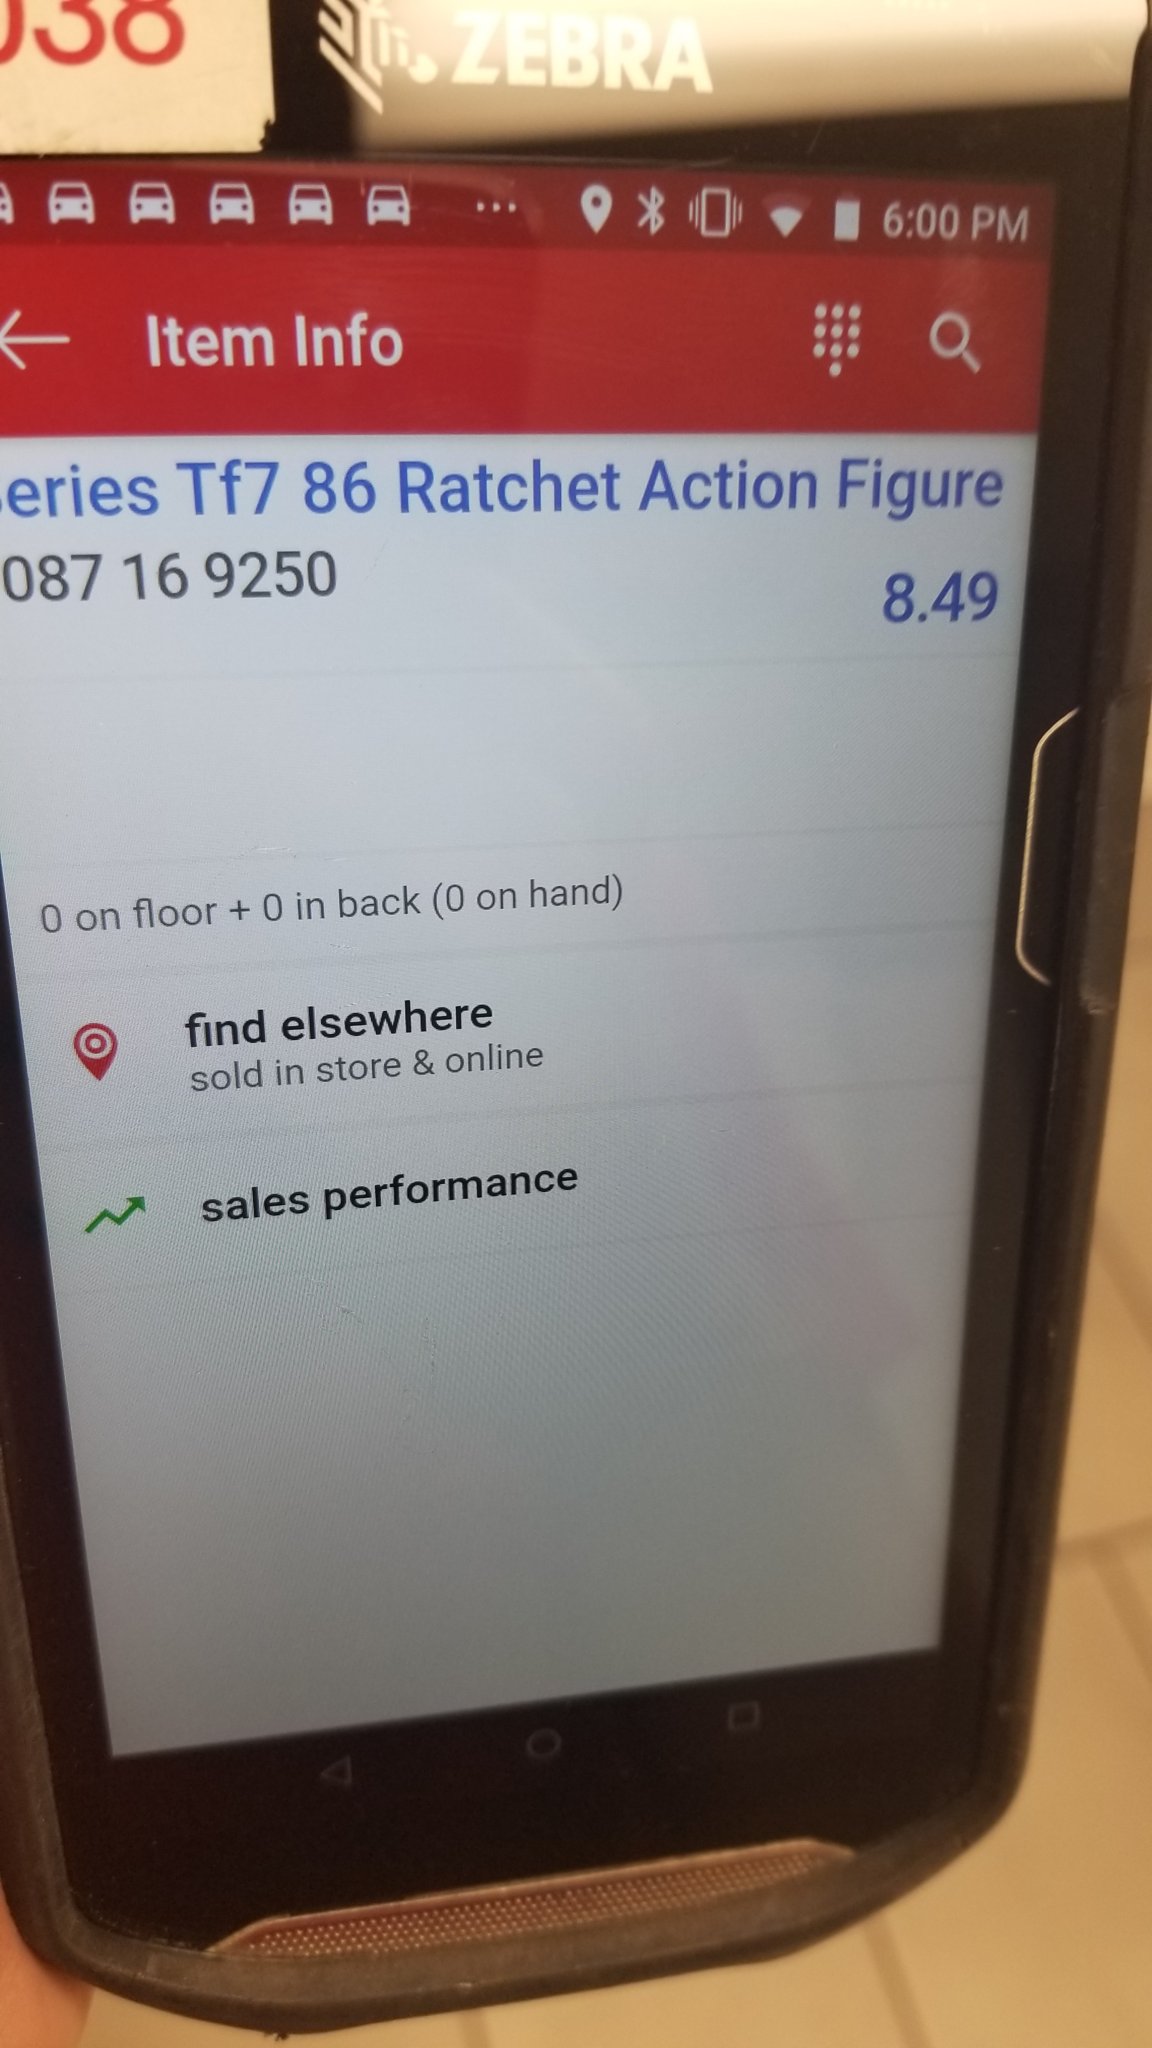 038
ZEBRA
6:00 PM
Item Info
eries Tf7 86 Ratchet Action Figure
087 16 9250
8.49
0 on floor + 0 in back (0 on hand)
find elsewhere
sold in store & online
sales performance